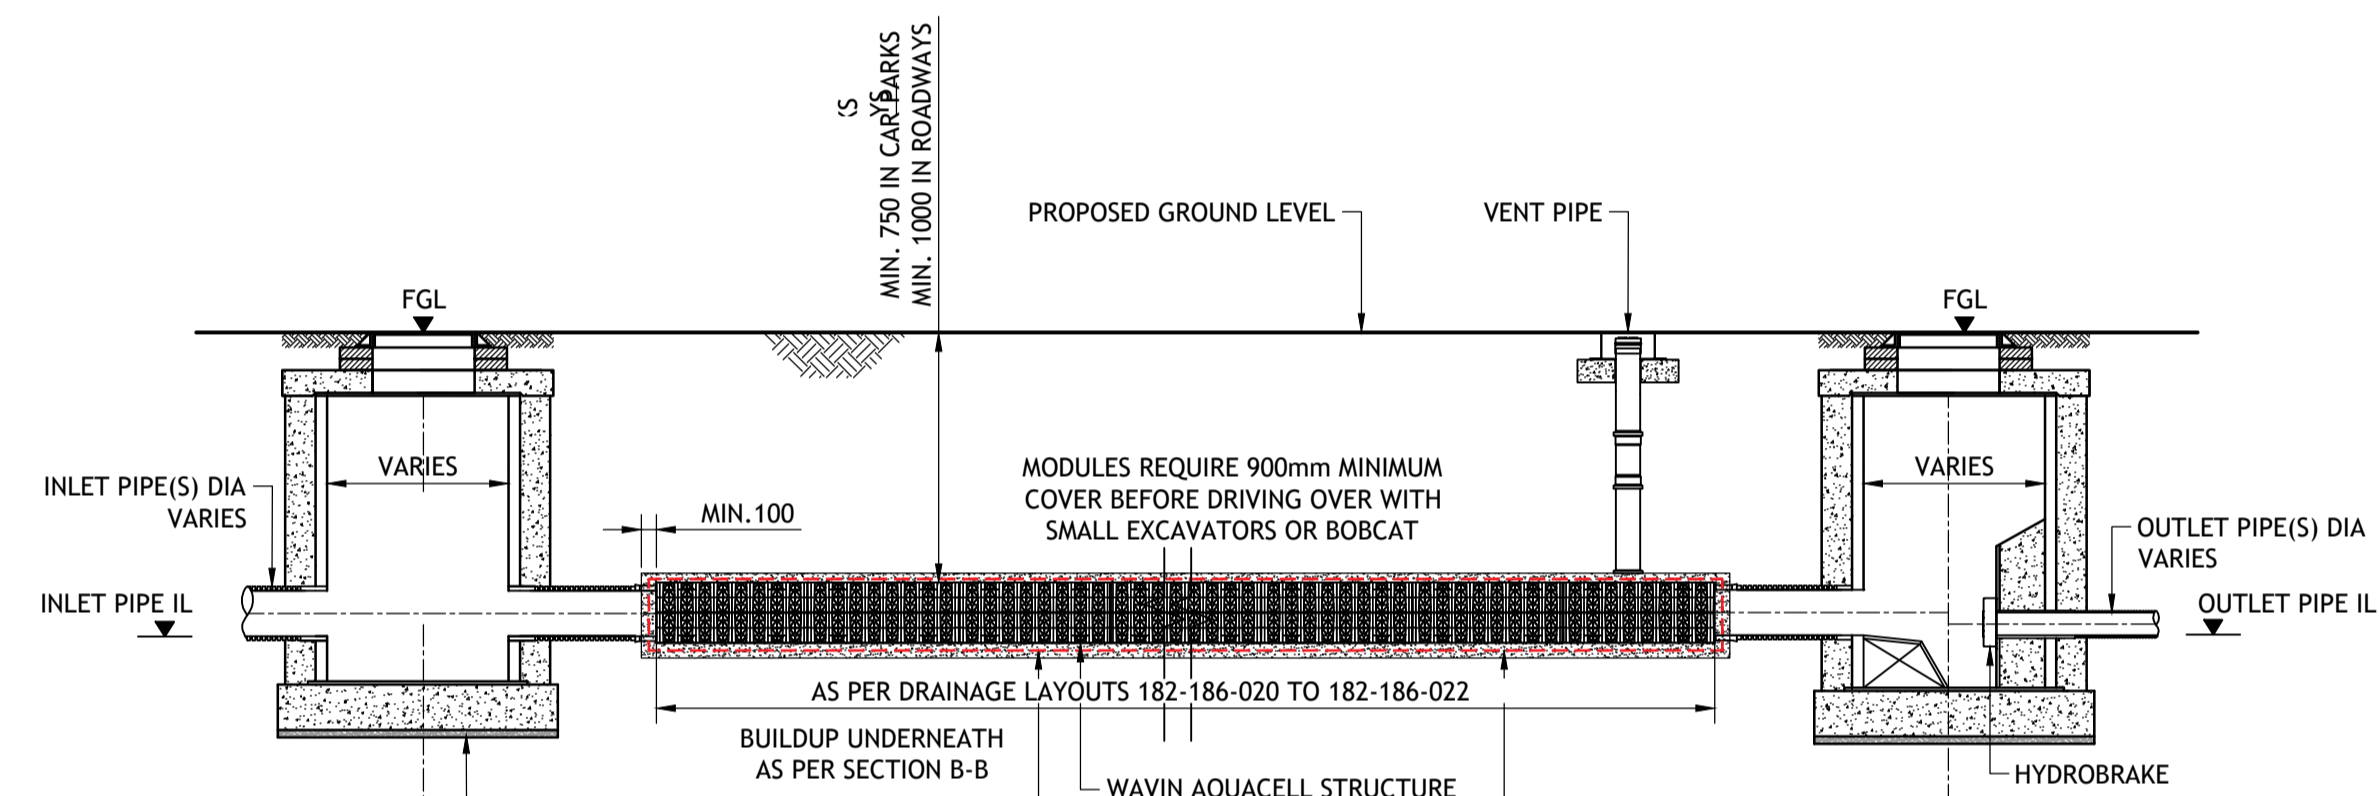 MIN. 750 IN CAR PARKS
MIN. 1000 IN ROADWAYS
KS
YS
PROPOSED GROUND LEVEL
VENT PIPE
FGL
FGL
VARIES
VARIES
INLET PIPE(S) DIA
VARIES
MIN.100
MODULES REQUIRE 900mm MINIMUM
COVER BEFORE DRIVING OVER WITH
SMALL EXCAVATORS OR BOBCAT
OUTLET PIPE(S) DIA
VARIES
INLET PIPE IL
OUTLET PIPE IL
AS PER DRAINAGE LAYOUTS 182-186-020 TO 182-186-022
BUILDUP UNDERNEATH
AS PER SECTION B-B
WAVIN AQUACELL STRUCTURE
HYDROBRAKE